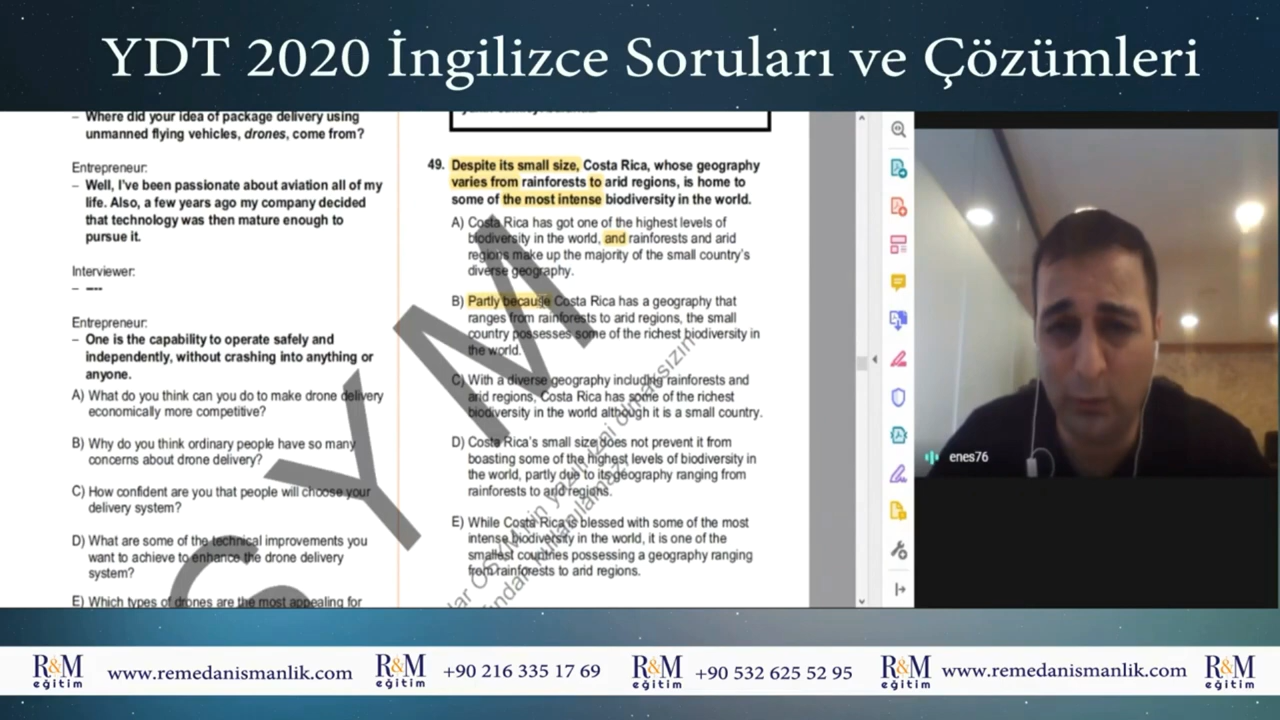 YDT 2020 İngilizce Soruları ve Çözümleri
– Where did your idea of package delivery using
unmanned flying vehicles, drones, come from?
Entrepreneur:
– Well, I've been passionate about aviation all of my
life. Also, a few years ago my company decided
that technology was then mature enough to
pursue it.
Interviewer:
– ----
Entrepreneur:
– One is the capability to operate safely and
independently, without crashing into anything or
anyone.
A) What do you think can you do to make drone delivery
economically more competitive?
B) Why do you think ordinary people have so many
concerns about drone delivery?
C) How confident are you that people will choose your
delivery system?
D) What are some of the technical improvements you
want to achieve to enhance the drone delivery
system?
E) Which types of drones are the most appealing for
49. Despite its small size, Costa Rica, whose geography
varies from rainforests to arid regions, is home to
some of the most intense biodiversity in the world.
A) Costa Rica has got one of the highest levels of
biodiversity in the world, and rainforests and arid
regions make up the majority of the small country's
diverse geography.
B) Partly because Costa Rica has a geography that
ranges from rainforests to arid regions, the small
country possesses some of the richest biodiversity in
the world.
C) With a diverse geography including rainforests and
arid regions, Costa Rica has some of the richest
biodiversity in the world although it is a small country.
D) Costa Rica's small size does not prevent it from
boasting some of the highest levels of biodiversity in
the world, partly due to its geography ranging from
rainforests to arid regions.
E) While Costa Rica is blessed with some of the most
intense biodiversity in the world, it is one of the
smallest countries possessing a geography ranging
from rainforests to arid regions.
SYM
enes76
R&M eğitim
www.remedanismanlik.com
R&M eğitim
+90 216 335 17 69
R&M eğitim
+90 532 625 52 95
R&M eğitim
www.remedanismanlik.com
R&M eğitim